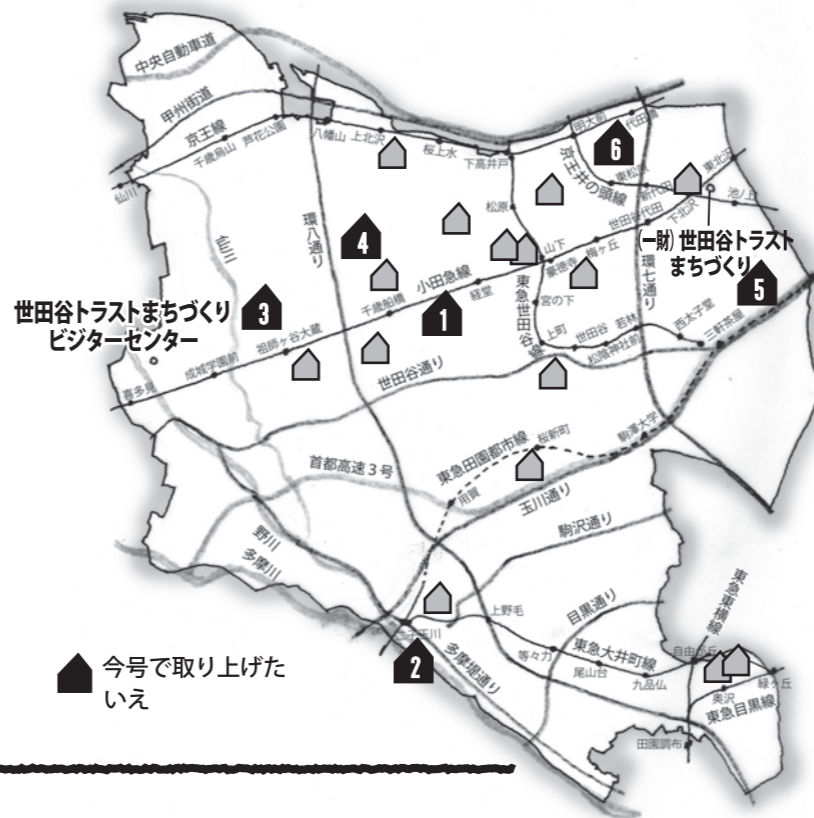 中央自動車道
甲州街道
京王線
仙川
千歳烏山
芦花公園
八幡山
上北沢
桜上水
下高井戸
明大前
代田橋
6
京王井の頭線
東松原
新代田
東北沢
池ノ上
下北沢
世田谷代田
(一財)世田谷トラスト
まちづくり
5
仙川
環八通り
4
松原
山下
豪徳寺
梅ヶ丘
環七通り
小田急線
経堂
千歳船橋
1
3
祖師ヶ谷大蔵
成城学園前
喜多見
世田谷トラストまちづくり
ビジターセンター
東急世田谷線
宮の下
上町
世田谷
松陰神社前
若林
西太子堂
三軒茶屋
世田谷通り
首都高速3号
東急田園都市線
桜新町
駒澤大学
用賀
玉川通り
駒沢通り
野川
多摩川
二子玉川
2
上野毛
目黒通り
多摩堤通り
等々力
東急大井町線
尾山台
九品仏
東急東横線
自由が丘
緑ヶ丘
奥沢
東急目黒線
田園調布
今号で取り上げた
いえ